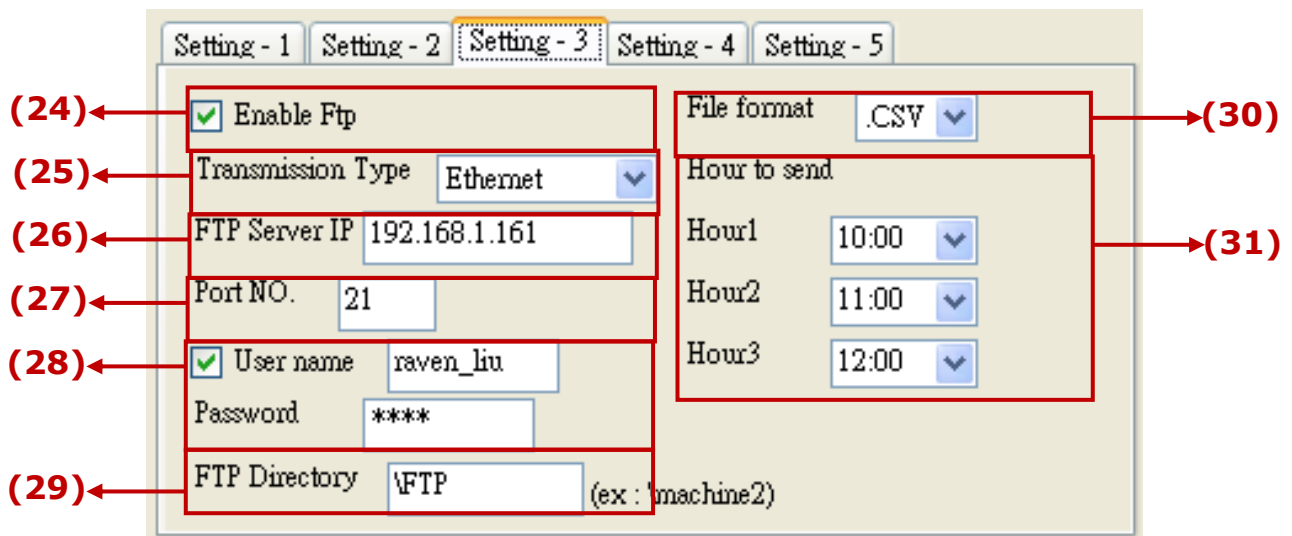 Setting - 1 Setting - 2 Setting - 3 Setting - 4 Setting - 5
(24) Enable Ftp
(25) Transmission Type Ethernet
(26) FTP Server IP 192.168.1.161
(27) Port NO. 21
(28) User name raven_liu
Password ****
(29) FTP Directory \FTP (ex : \machine2)
File format .CSV (30)
Hour to send
Hour1 10:00 (31)
Hour2 11:00
Hour3 12:00